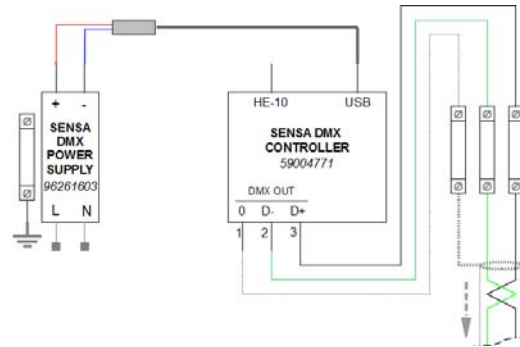 + -
SENSA
DMX
POWER
SUPPLY
96261603
L N
HE-10 USB
SENSA DMX
CONTROLLER
59004771
DMX OUT
0 D- D+
1 2 3